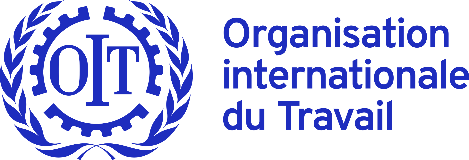 OIT
Organisation
internationale
du Travail